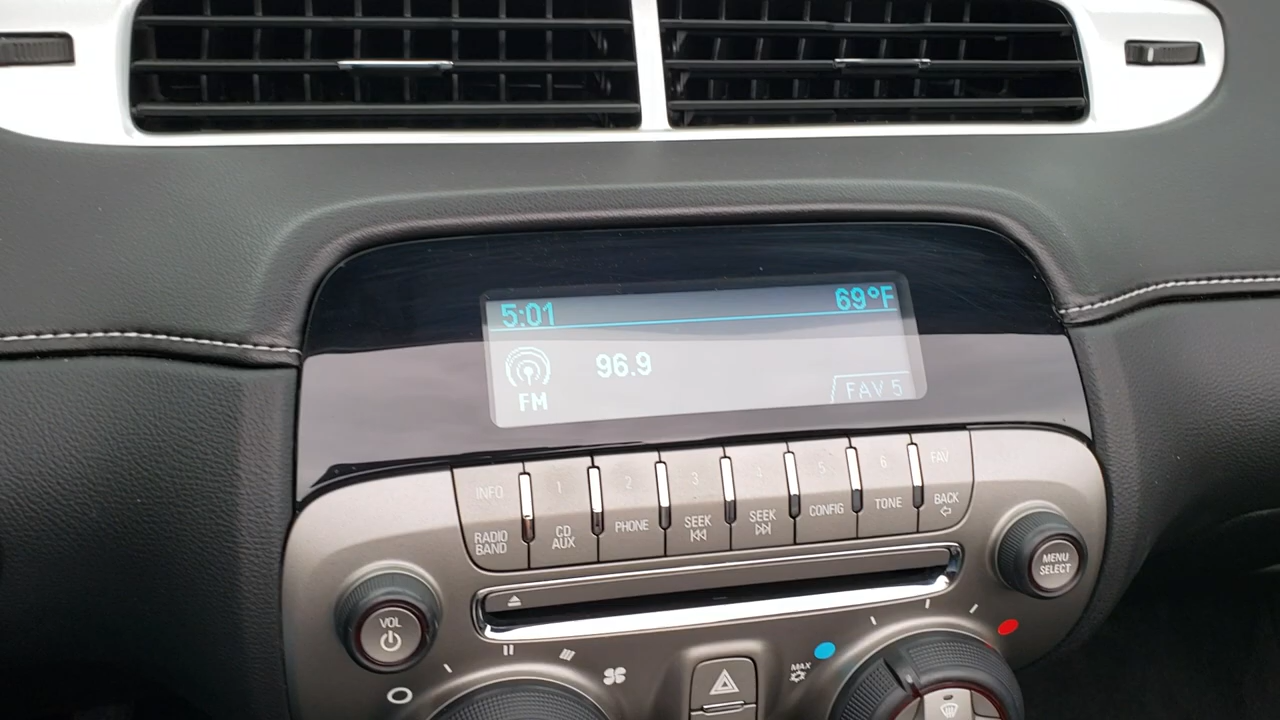 5:01 69°F
96.9
FM
FAV 5
INFO 1 2 3 4 5 6 FAV
RADIO BAND CD AUX PHONE SEEK SEEK CONFIG TONE BACK
MENU SELECT
VOL
MAX